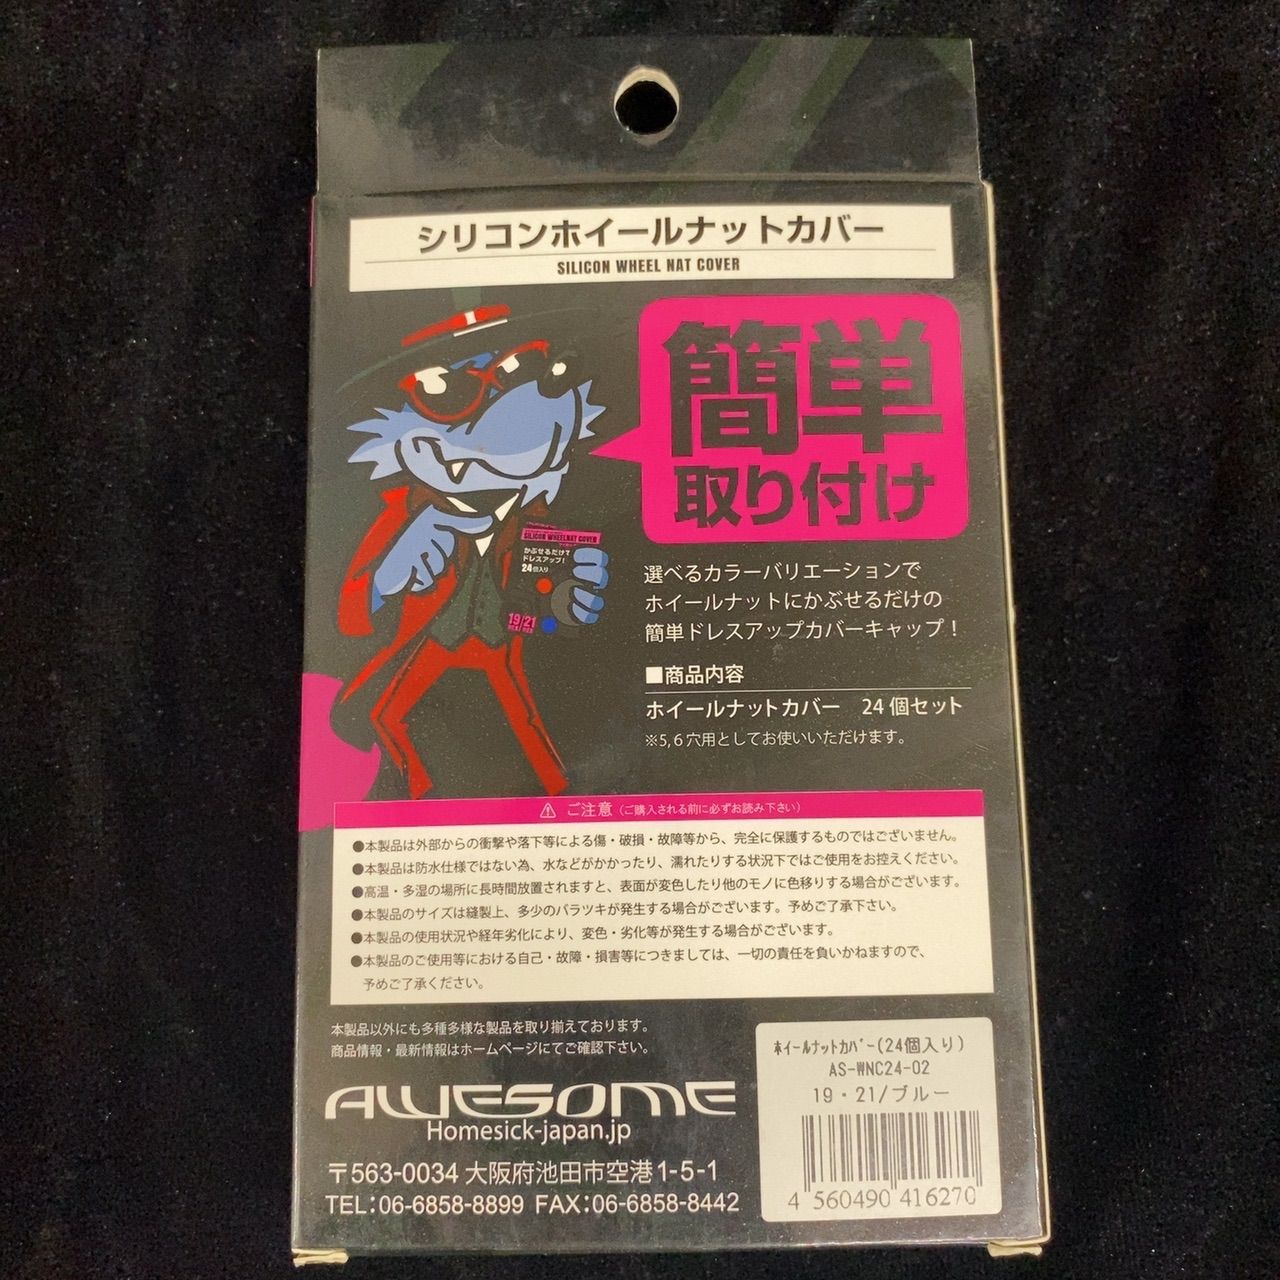 シリコンホイールナットカバー
SILICON WHEEL NAT COVER
簡単
取り付け
SILICON WHEELNAT COVER
かぶせるだけで
ドレスアップ!
24個入り
19/21
選べるカラーバリエーションで
ホイールナットにかぶせるだけの
簡単ドレスアップカバーキャップ！
■商品内容
ホイールナットカバー　24個セット
※5,6穴用としてお使いいただけます。
⚠ ご注意（ご購入される前に必ずお読み下さい）
●本製品は外部からの衝撃や落下等による傷・破損・故障等から、完全に保護するものではございません。
●本製品は防水仕様ではない為、水などがかかったり、濡れたりする状況下ではご使用をお控えください。
●高温・多湿の場所に長時間放置されますと、表面が変色したり他のモノに色移りする場合がございます。
●本製品のサイズは縫製上、多少のバラツキが発生する場合がございます。予めご了承下さい。
●本製品の使用状況や経年劣化により、変色・劣化等が発生する場合がございます。
●本製品のご使用等における自己・故障・損害等につきましては、一切の責任を負いかねますので、
予めご了承ください。
本製品以外にも多種多様な製品を取り揃えております。
商品情報・最新情報はホームページにてご確認下さい。
AWESOME
Homesick-japan.jp
〒563-0034 大阪府池田市空港1-5-1
TEL：06-6858-8899 FAX：06-6858-8442
ﾎｲｰﾙﾅｯﾄｶﾊﾞｰ(24個入り)
AS-WNC24-02
19・21/ブルー
4 560490 416270